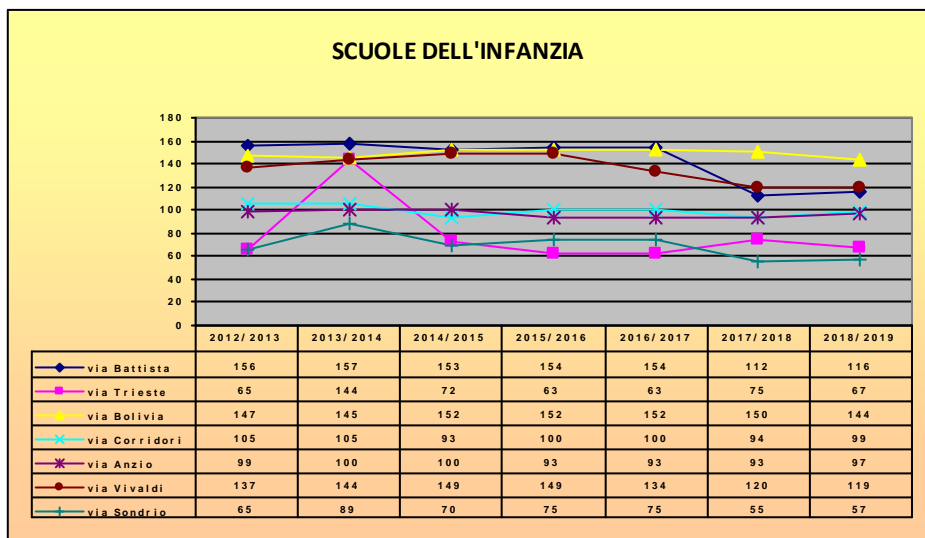 SCUOLE DELL'INFANZIA
180
160
140
120
100
80
60
40
20
0
2012/2013 2013/2014 2014/2015 2015/2016 2016/2017 2017/2018 2018/2019
via Battista 156 157 153 154 154 112 116
via Trieste 65 144 72 63 63 75 67
via Bolivia 147 145 152 152 152 150 144
via Corridori 105 105 93 100 100 94 99
via Anzio 99 100 100 93 93 93 97
via Vivaldi 137 144 149 149 134 120 119
via Sondrio 65 89 70 75 75 55 57